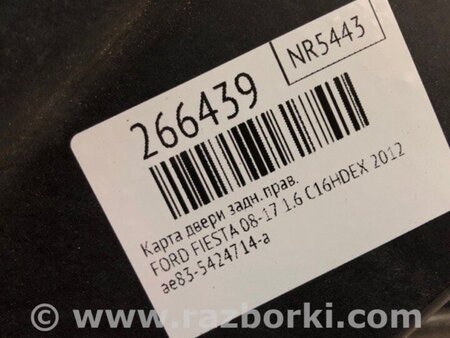 NR5443
266439
Карта двери задн. прав.
FORD FIESTA 08-17 1.6 C16HDEX 2012
ae83-5424714-a
© www.razborki.com